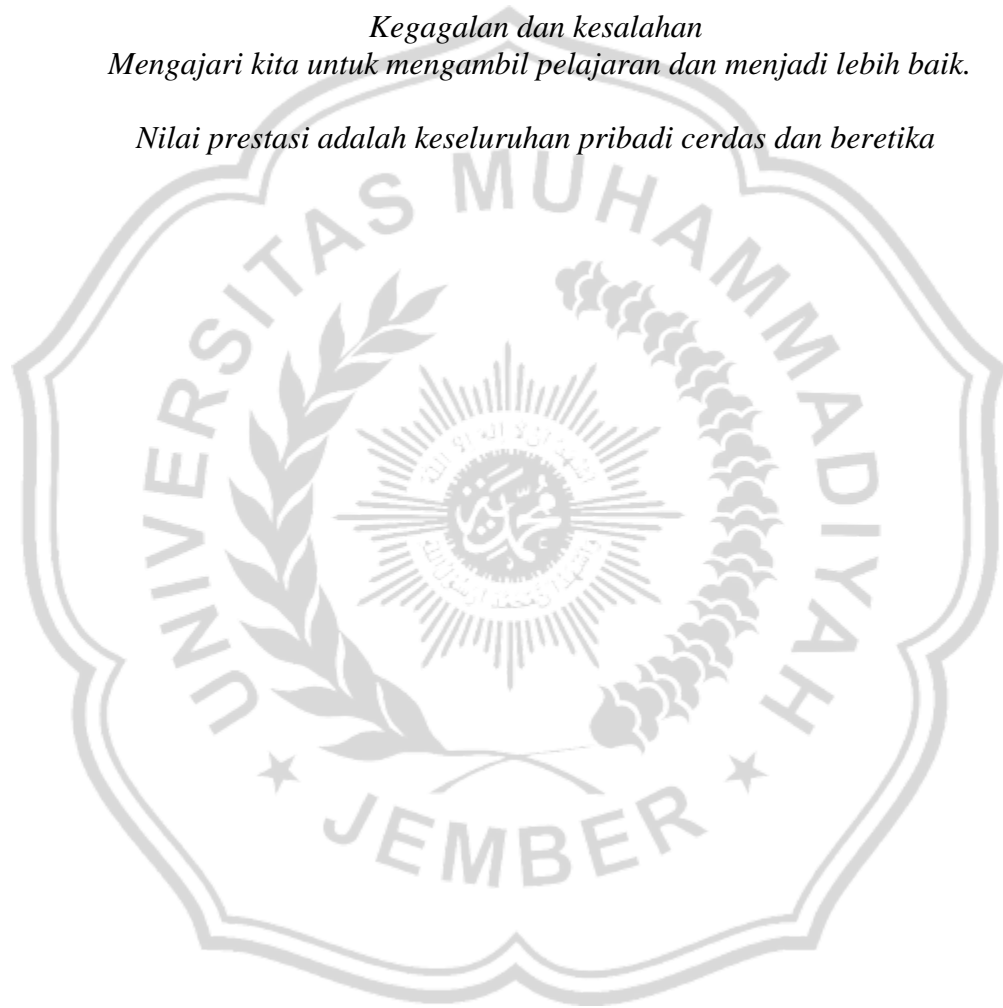 Kegagalan dan kesalahan
Mengajari kita untuk mengambil pelajaran dan menjadi lebih baik.
Nilai prestasi adalah keseluruhan pribadi cerdas dan beretika
UNIVERSITAS MUHAMMADIYAH
JEMBER